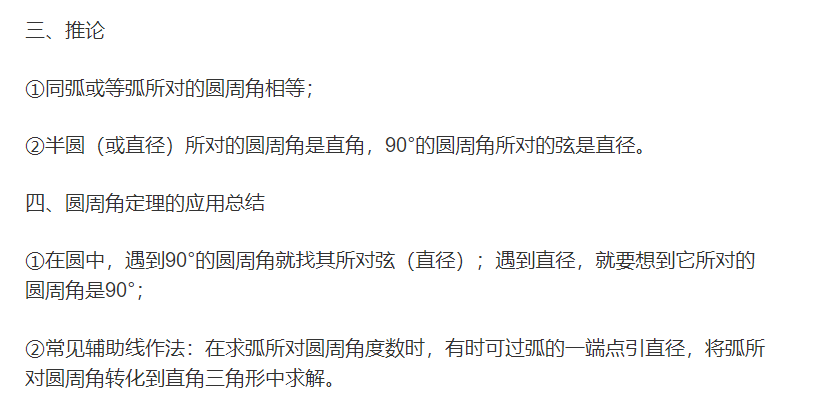 三、推论
①同弧或等弧所对的圆周角相等；
②半圆（或直径）所对的圆周角是直角，90°的圆周角所对的弦是直径。
四、圆周角定理的应用总结
①在圆中，遇到90°的圆周角就找其所对弦（直径）；遇到直径，就要想到它所对的
圆周角是90°；
②常见辅助线作法：在求弧所对圆周角度数时，有时可过弧的一端点引直径，将弧所
对圆周角转化到直角三角形中求解。